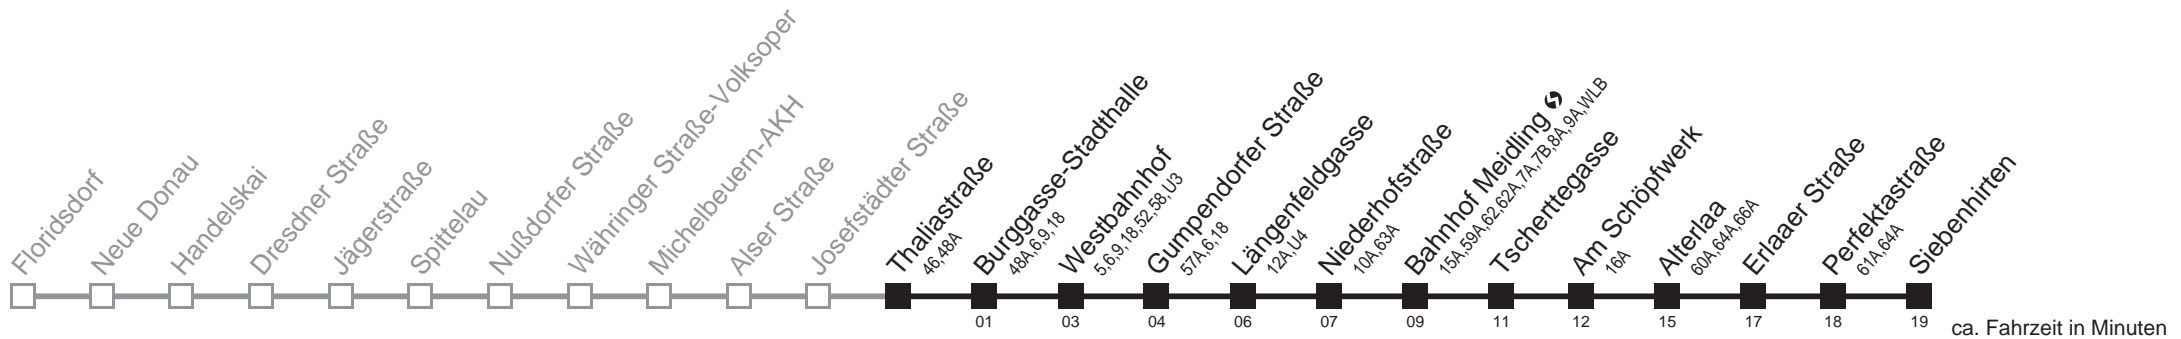 Floridsdorf
Neue Donau
Handelskai
Dresdner Straße
Jägerstraße
Spittelau
Nußdorfer Straße
Währinger Straße-Volksoper
Michelbeuern-AKH
Alser Straße
Josefstädter Straße
Thaliastraße
46,48A
Burggasse-Stadthalle
48A,6,9,18
01
Westbahnhof
5,6,9,18,52,58,U3
03
Gumpendorfer Straße
57A,6,18
04
Längenfeldgasse
12A,U4
06
Niederhofstraße
10A,63A
07
Bahnhof Meidling
15A,59A,62,62A,7A,7B,8A,9A,WLB
09
Tscherttegasse
11
Am Schöpfwerk
16A
12
Alterlaa
60A,64A,66A
15
Erlaaer Straße
17
Perfektastraße
61A,64A
18
Siebenhirten
19
ca. Fahrzeit in Minuten